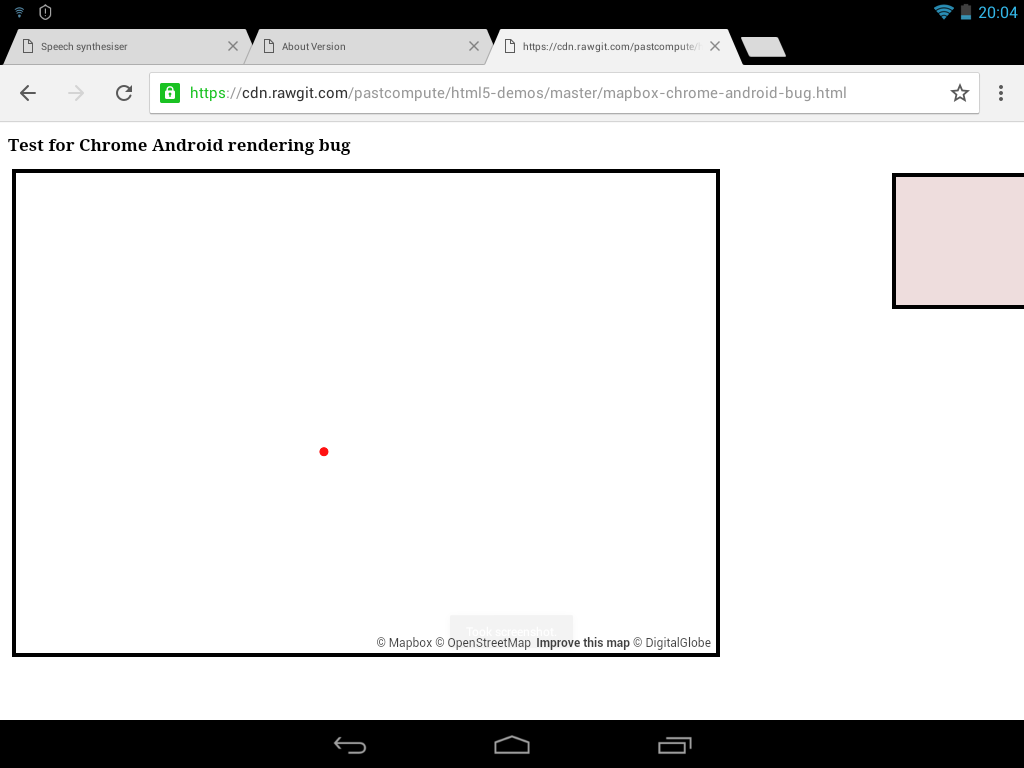 20:04
Speech synthesiser
About Version
https://cdn.rawgit.com/pastcompute/
https://cdn.rawgit.com/pastcompute/html5-demos/master/mapbox-chrome-android-bug.html
Test for Chrome Android rendering bug
© Mapbox © OpenStreetMap Improve this map © DigitalGlobe